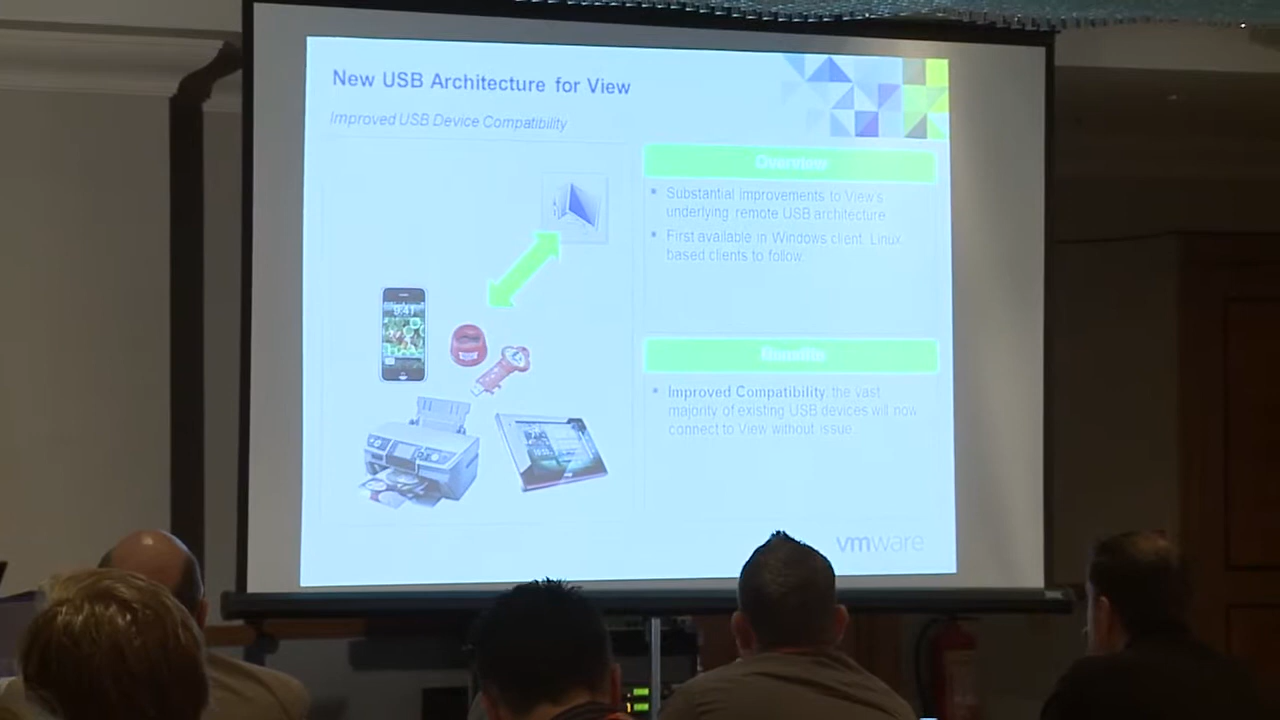 New USB Architecture for View
Improved USB Device Compatibility
Overview
Substantial Improvements to View's
underlying remote USB architecture
First available in Windows client. Linux
based clients to follow.
9:41
Benefits
Improved Compatibility: the vast
majority of existing USB devices will now
connect to View without issue
vmware